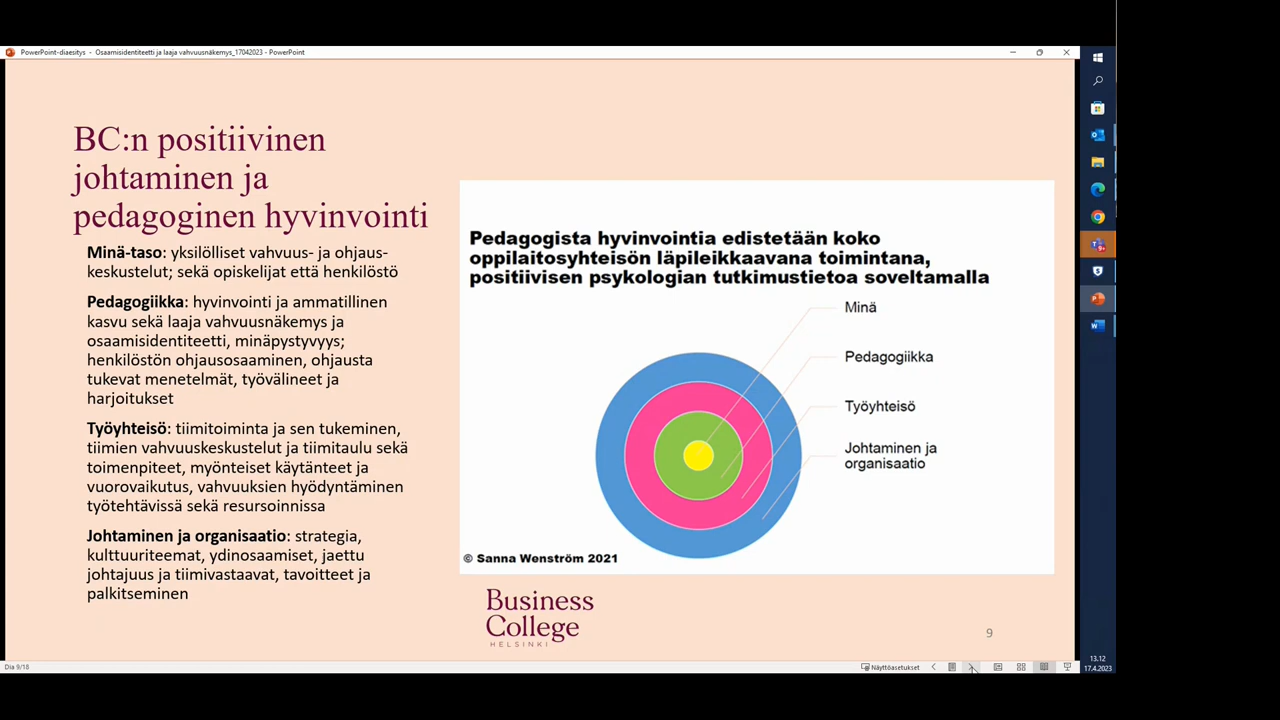 PowerPoint-diaesitys - Osaamisidentiteetti ja laaja vahvuusnäkemys_17042023 - PowerPoint
BC:n positiivinen
johtaminen ja
pedagoginen hyvinvointi
Minä-taso: yksilölliset vahvuus- ja ohjaus-
keskustelut; sekä opiskelijat että henkilöstö
Pedagogiikka: hyvinvointi ja ammatillinen
kasvu sekä laaja vahvuusnäkemys ja
osaamisidentiteetti, minäpystyvyys;
henkilöstön ohjausosaaminen, ohjausta
tukevat menetelmät, työvälineet ja
harjoitukset
Työyhteisö: tiimitoiminta ja sen tukeminen,
tiimien vahvuuskeskustelut ja tiimitaulu sekä
toimenpiteet, myönteiset käytänteet ja
vuorovaikutus, vahvuuksien hyödyntäminen
työtehtävissä sekä resursoinnissa
Johtaminen ja organisaatio: strategia,
kulttuuriteemat, ydinosaamiset, jaettu
johtajuus ja tiimivastaavat, tavoitteet ja
palkitseminen
Pedagogista hyvinvointia edistetään koko
oppilaitosyhteisön läpileikkaavana toimintana,
positiivisen psykologian tutkimustietoa soveltamalla
Minä
Pedagogiikka
Työyhteisö
Johtaminen ja
organisaatio
© Sanna Wenström 2021
Business
College
HELSINKI
9
Dia 9/18
Näyttöasetukset
13.12
17.4.2023